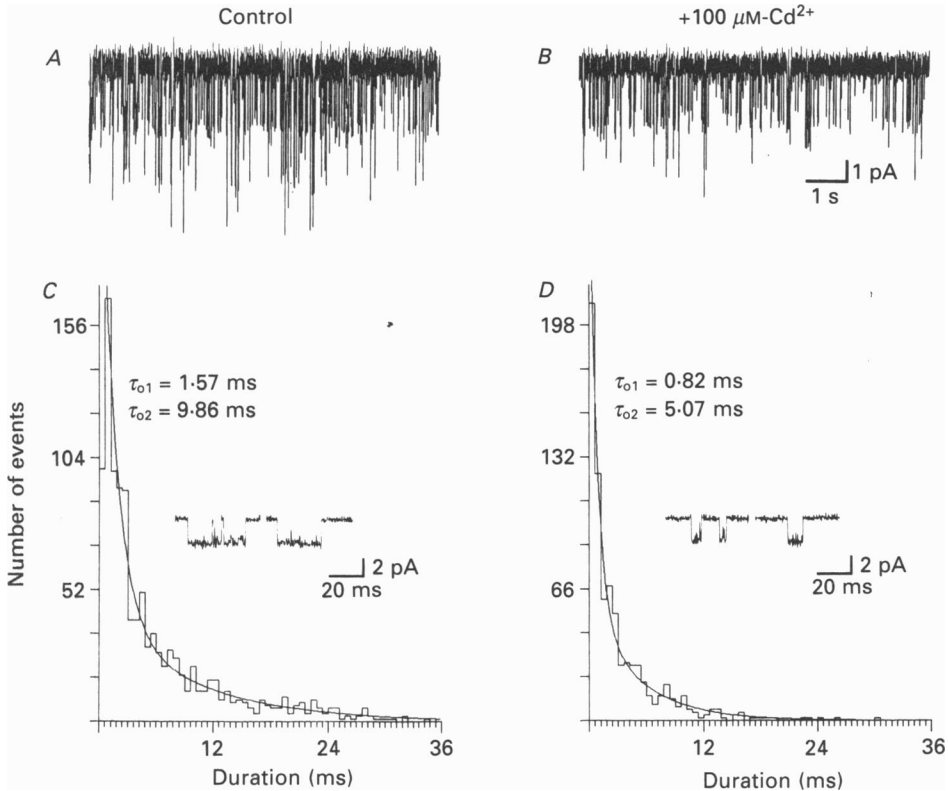 Control
+100 μM-Cd²⁺
A
B
1 pA
1 s
C
D
156
104
52
τₒ₁ = 1·57 ms
τₒ₂ = 9·86 ms
2 pA
20 ms
12
24
36
Duration (ms)
Number of events
198
132
66
τₒ₁ = 0·82 ms
τₒ₂ = 5·07 ms
2 pA
20 ms
12
24
36
Duration (ms)